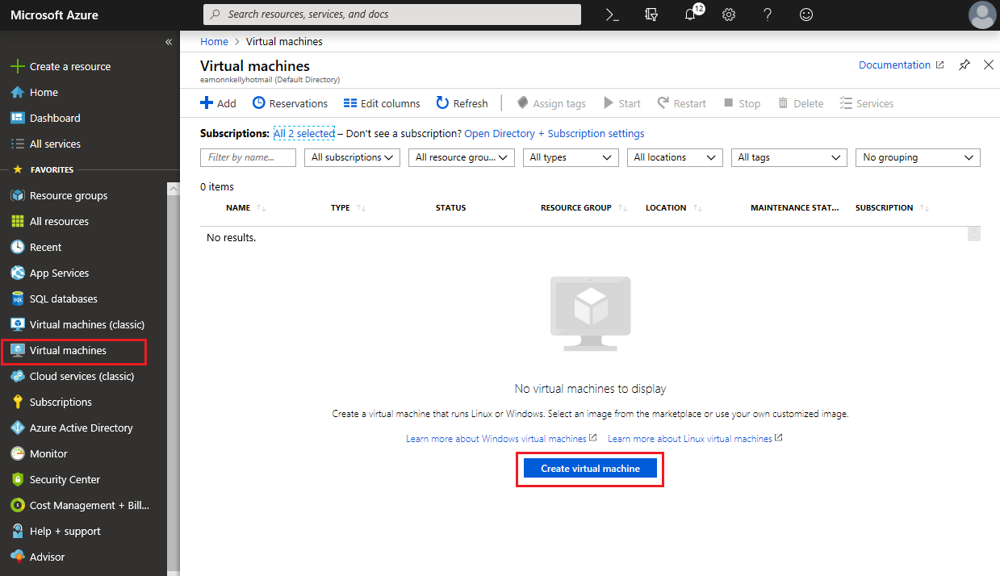 Microsoft Azure
Search resources, services, and docs
12
«
Create a resource
Home
Dashboard
All services
FAVORITES
Resource groups
All resources
Recent
App Services
SQL databases
Virtual machines (classic)
Virtual machines
Cloud services (classic)
Subscriptions
Azure Active Directory
Monitor
Security Center
Cost Management + Bill...
Help + support
Advisor
Home > Virtual machines
Virtual machines
eamonnkellyhotmail (Default Directory)
Documentation
Add Reservations Edit columns Refresh Assign tags Start Restart Stop Delete Services
Subscriptions: All 2 selected – Don't see a subscription? Open Directory + Subscription settings
Filter by name... All subscriptions All resource grou... All types All locations All tags No grouping
0 items
NAME TYPE STATUS RESOURCE GROUP LOCATION MAINTENANCE STAT... SUBSCRIPTION
No results.
No virtual machines to display
Create a virtual machine that runs Linux or Windows. Select an image from the marketplace or use your own customized image.
Learn more about Windows virtual machines Learn more about Linux virtual machines
Create virtual machine